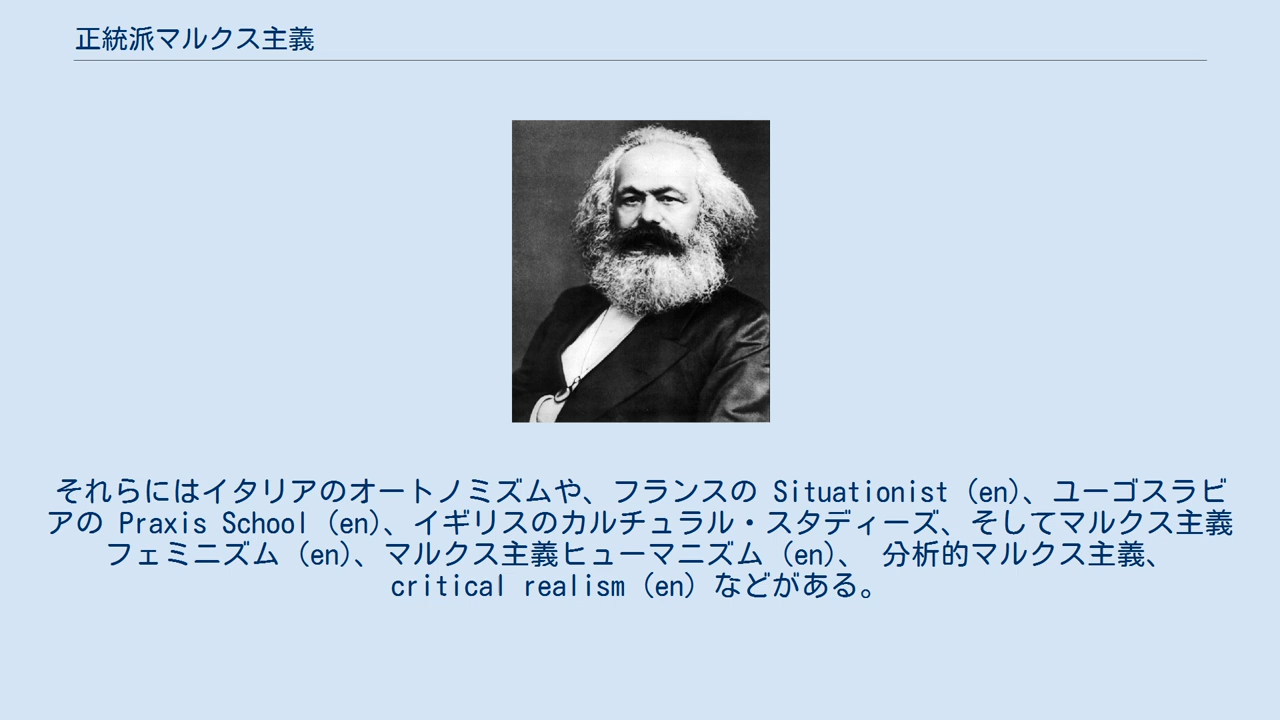 正統派マルクス主義
それらにはイタリアのオートノミズムや、フランスの Situationist (en)、ユーゴスラビ
アの Praxis School (en)、イギリスのカルチュラル・スタディーズ、そしてマルクス主義
フェミニズム (en)、マルクス主義ヒューマニズム (en)、 分析的マルクス主義、
critical realism (en) などがある。